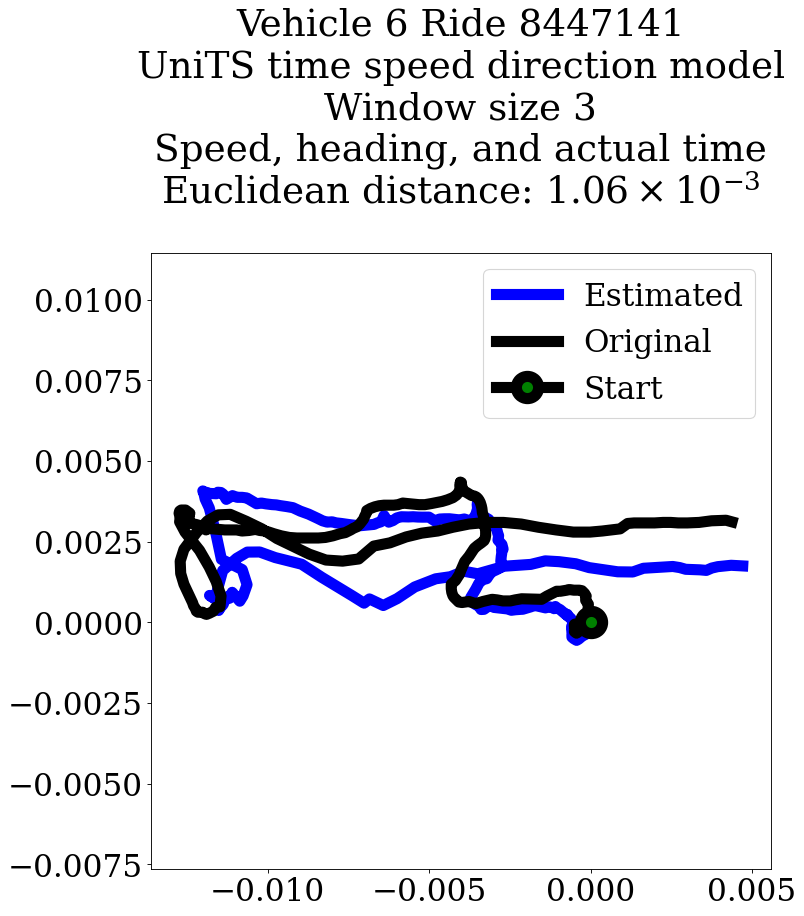 Vehicle 6 Ride 8447141
UniTS time speed direction model
Window size 3
Speed, heading, and actual time
Euclidean distance: 1.06 × 10⁻³
Estimated
Original
Start
0.0100
0.0075
0.0050
0.0025
0.0000
−0.0025
−0.0050
−0.0075
−0.010
−0.005
0.000
0.005